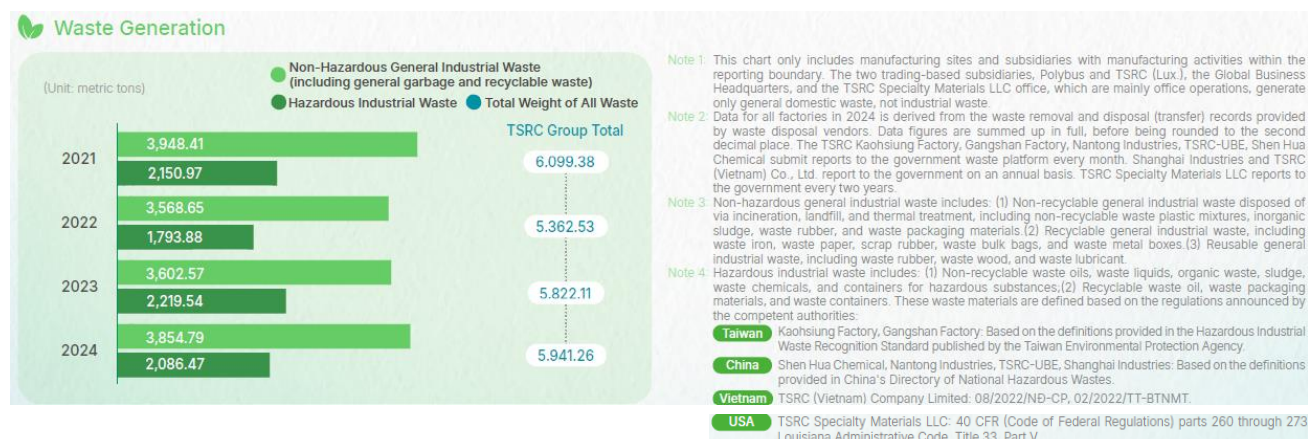 Waste Generation
(Unit: metric tons)
Non-Hazardous General Industrial Waste
(including general garbage and recyclable waste)
Hazardous Industrial Waste
Total Weight of All Waste
TSRC Group Total
2021
3,948.41
2,150.97
6.099.38
2022
3,568.65
1,793.88
5.362.53
2023
3,602.57
2,219.54
5.822.11
2024
3,854.79
2,086.47
5.941.26
Note 1: This chart only includes manufacturing sites and subsidiaries with manufacturing activities within the
reporting boundary. The two trading-based subsidiaries, Polybus and TSRC (Lux.), the Global Business
Headquarters, and the TSRC Specialty Materials LLC office, which are mainly office operations, generate
only general domestic waste, not industrial waste.
Note 2: Data for all factories in 2024 is derived from the waste removal and disposal (transfer) records provided
by waste disposal vendors. Data figures are summed up in full, before being rounded to the second
decimal place. The TSRC Kaohsiung Factory, Gangshan Factory, Nantong Industries, TSRC-UBE, Shen Hua
Chemical submit reports to the government waste platform every month. Shanghai Industries and TSRC
(Vietnam) Co., Ltd. report to the government on an annual basis. TSRC Specialty Materials LLC reports to
the government every two years.
Note 3: Non-hazardous general industrial waste includes: (1) Non-recyclable general industrial waste disposed of
via incineration, landfill, and thermal treatment, including non-recyclable waste plastic mixtures, inorganic
sludge, waste rubber, and waste packaging materials.(2) Recyclable general industrial waste, including
waste iron, waste paper, scrap rubber, waste bulk bags, and waste metal boxes.(3) Reusable general
industrial waste, including waste rubber, waste wood, and waste lubricant.
Note 4: Hazardous industrial waste includes: (1) Non-recyclable waste oils, waste liquids, organic waste, sludge,
waste chemicals, and containers for hazardous substances;(2) Recyclable waste oil, waste packaging
materials, and waste containers. These waste materials are defined based on the regulations announced by
the competent authorities:
Taiwan Kaohsiung Factory, Gangshan Factory: Based on the definitions provided in the Hazardous Industrial
Waste Recognition Standard published by the Taiwan Environmental Protection Agency.
China Shen Hua Chemical, Nantong Industries, TSRC-UBE, Shanghai Industries: Based on the definitions
provided in China's Directory of National Hazardous Wastes.
Vietnam TSRC (Vietnam) Company Limited: 08/2022/NĐ-CP, 02/2022/TT-BTNMT.
USA TSRC Specialty Materials LLC: 40 CFR (Code of Federal Regulations) parts 260 through 273
Louisiana Administrative Code, Title 33, Part V